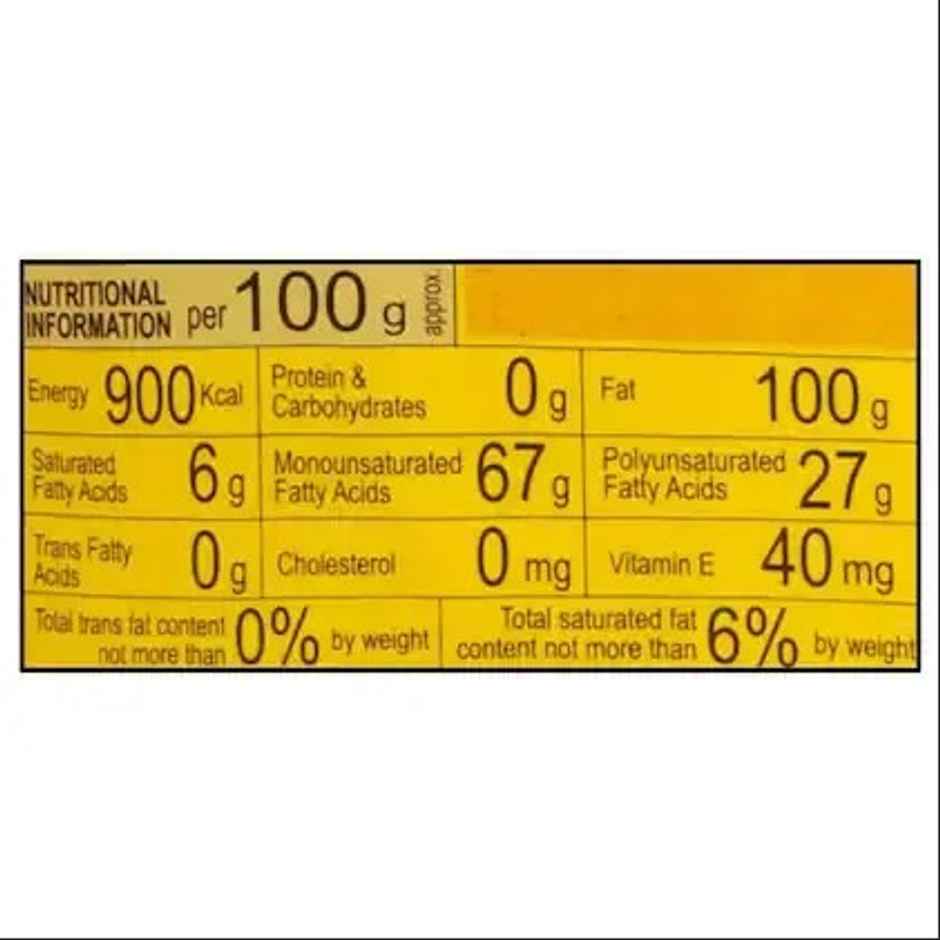 NUTRITIONAL
INFORMATION per 100 g approx.
Energy 900 Kcal
Protein &
Carbohydrates 0 g
Fat 100 g
Saturated
Fatty Acids 6 g
Monounsaturated
Fatty Acids 67 g
Polyunsaturated
Fatty Acids 27 g
Trans Fatty
Acids 0 g
Cholesterol 0 mg
Vitamin E 40 mg
Total trans fat content
not more than 0% by weight
Total saturated fat
content not more than 6% by weight